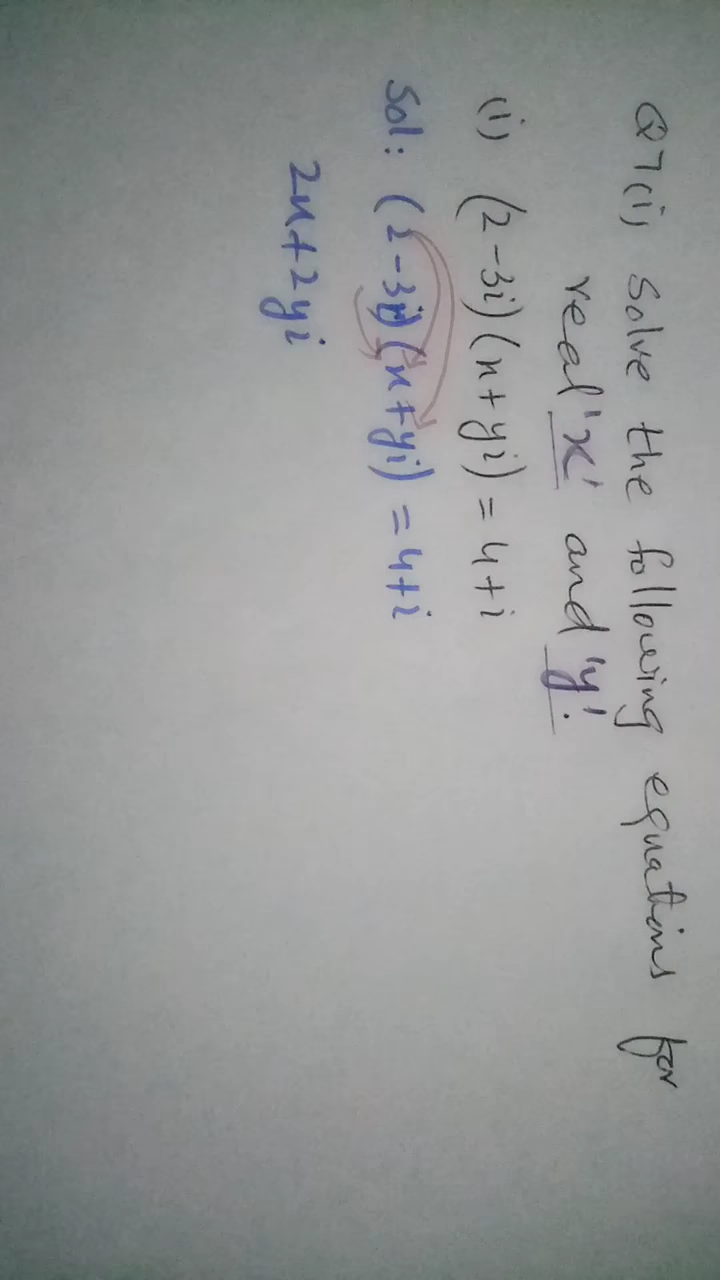 Q7(i) Solve the following equations for
real 'x' and 'y'.
(i) (2-3i)(x+yi) = 4+i
Sol: (2-3i)(x+yi) = 4+i
2x+2yi